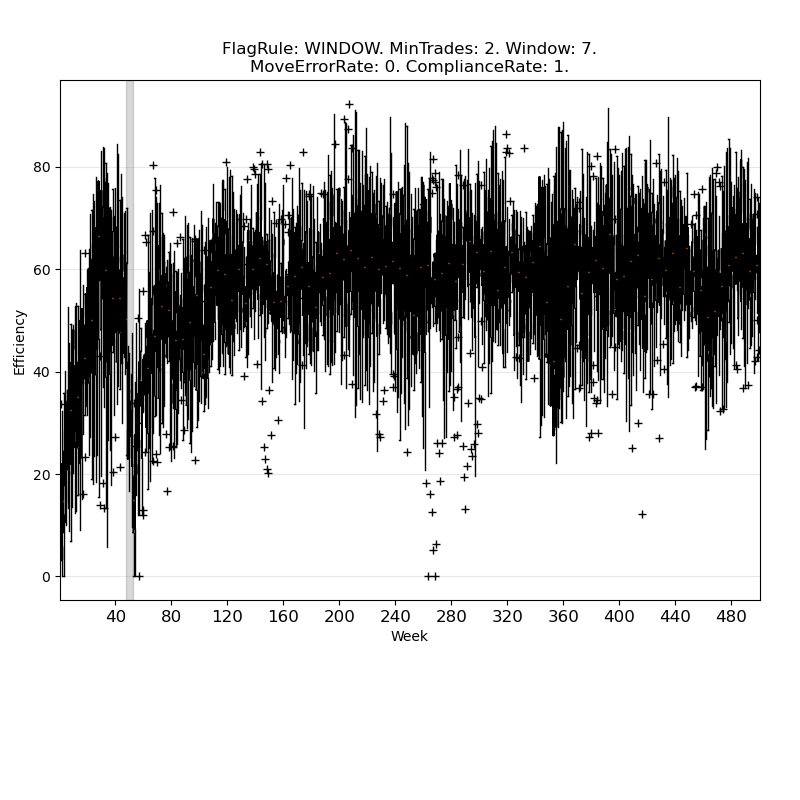 FlagRule: WINDOW. MinTrades: 2. Window: 7.
MoveErrorRate: 0. ComplianceRate: 1.
Efficiency
80
60
40
20
0
40 80 120 160 200 240 280 320 360 400 440 480
Week